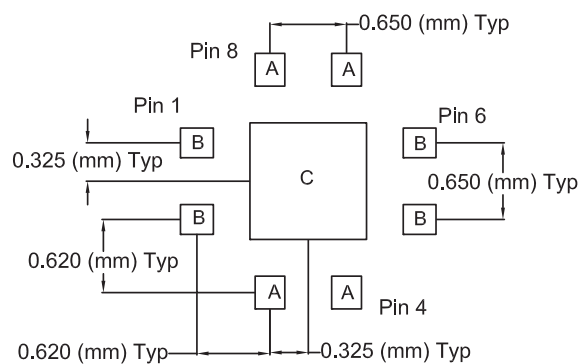 0.650 (mm) Typ
Pin 8
A A
Pin 1
Pin 6
B B
0.325 (mm) Typ
C
0.650 (mm) Typ
B B
0.620 (mm) Typ
A A
Pin 4
0.620 (mm) Typ
0.325 (mm) Typ